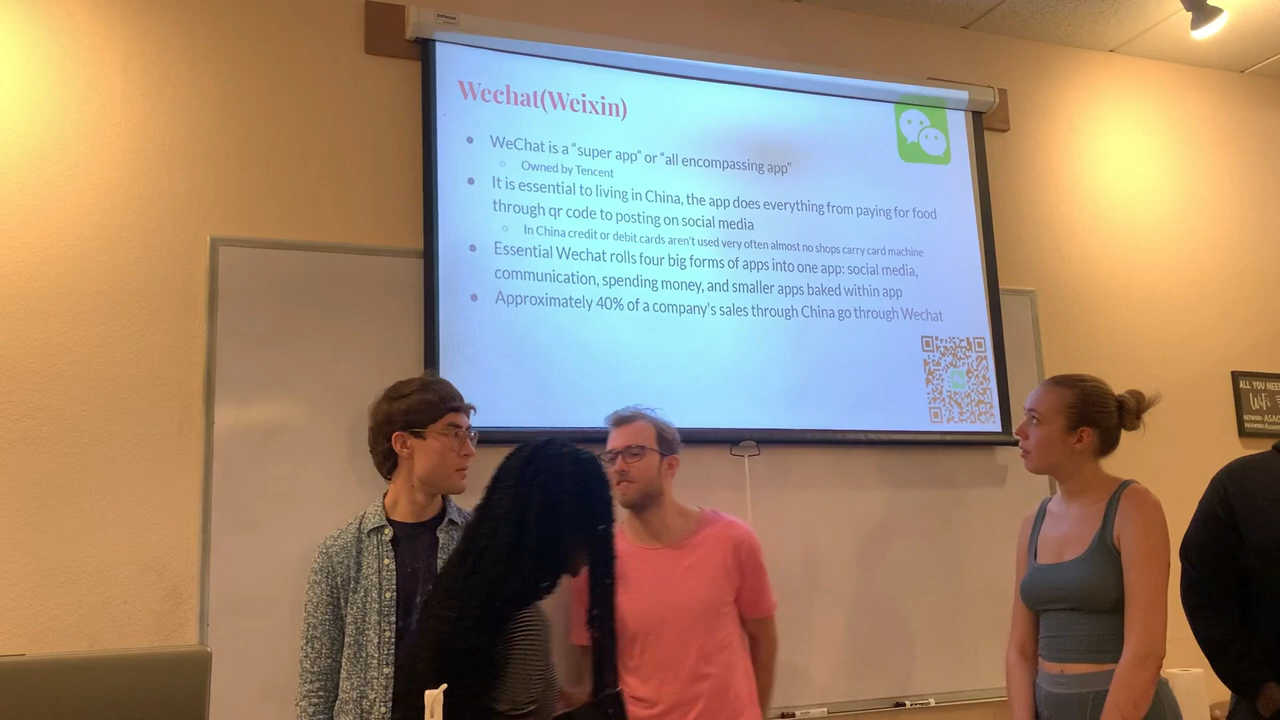 InFocus
Wechat(Weixin)
WeChat is a "super app" or "all encompassing app"
Owned by Tencent
It is essential to living in China, the app does everything from paying for food
through qr code to posting on social media
In China credit or debit cards aren't used very often almost no shops carry card machine
Essential Wechat rolls four big forms of apps into one app: social media,
communication, spending money, and smaller apps baked within app
Approximately 40% of a company's sales through China go through Wechat
ALL YOU NEE
WiFi